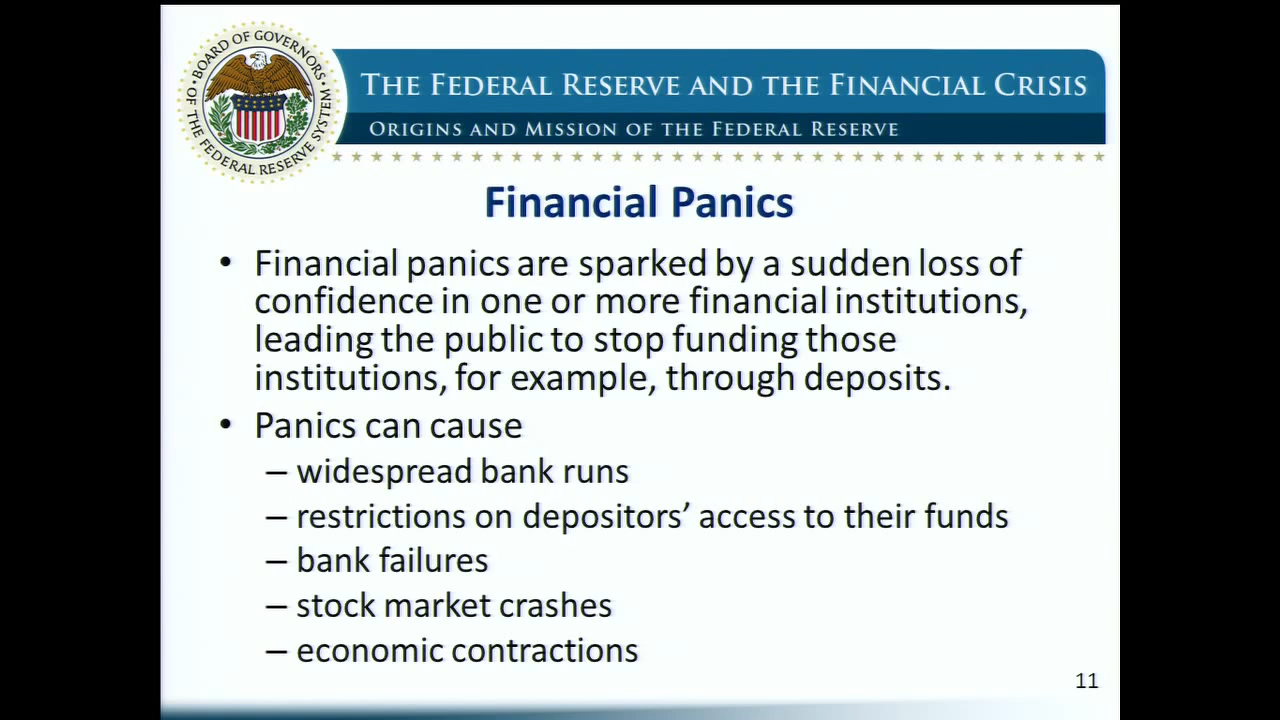 BOARD OF GOVERNORS
OF THE FEDERAL RESERVE SYSTEM
THE FEDERAL RESERVE AND THE FINANCIAL CRISIS
ORIGINS AND MISSION OF THE FEDERAL RESERVE
Financial Panics
• Financial panics are sparked by a sudden loss of
confidence in one or more financial institutions,
leading the public to stop funding those
institutions, for example, through deposits.
• Panics can cause
– widespread bank runs
– restrictions on depositors’ access to their funds
– bank failures
– stock market crashes
– economic contractions
11